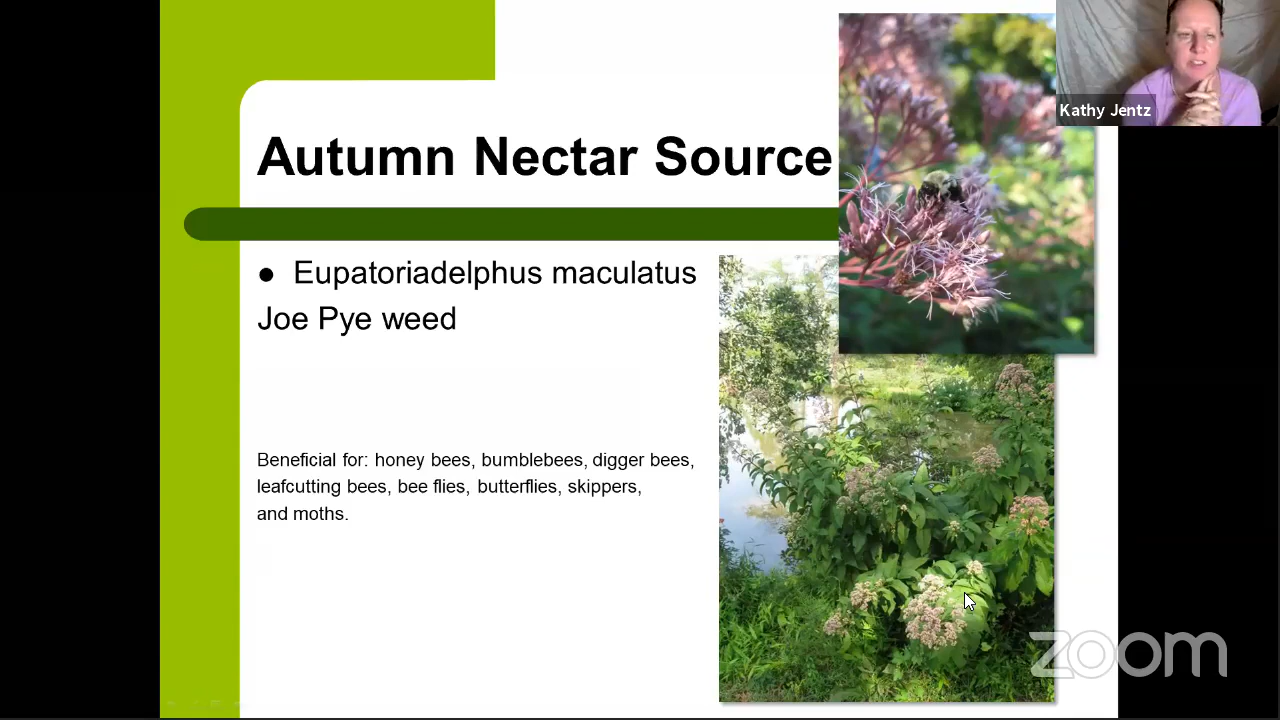 Kathy Jentz
Autumn Nectar Source
● Eupatoriadelphus maculatus
Joe Pye weed
Beneficial for: honey bees, bumblebees, digger bees,
leafcutting bees, bee flies, butterflies, skippers,
and moths.
zoom